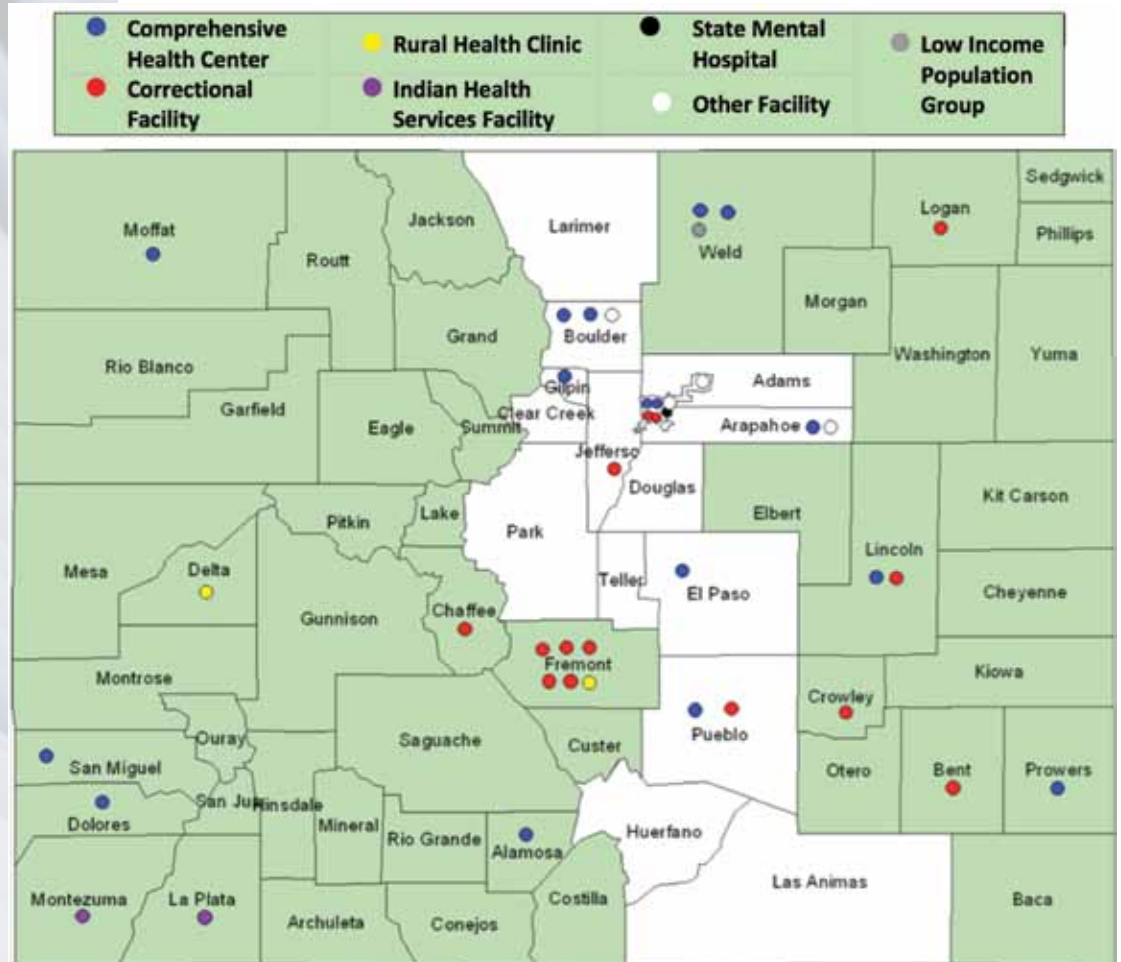 Comprehensive
Health Center
Correctional
Facility
Rural Health Clinic
Indian Health
Services Facility
State Mental
Hospital
Other Facility
Low Income
Population
Group
Sedgwick
Logan
Jackson
Larimer
Moffat
Phillips
Weld
Routt
Morgan
Grand
Boulder
Washington
Yuma
Rio Blanco
Adams
Gilpin
Garfield
Clear Creek
Eagle
Summit
Arapahoe
Jefferso
Douglas
Kit Carson
Lake
Elbert
Pitkin
Park
Lincoln
Mesa
Delta
Teller
El Paso
Cheyenne
Chaffee
Gunnison
Fremont
Kiowa
Montrose
Crowley
Ouray
Saguache
Pueblo
Custer
San Miguel
Otero
Bent
Prowers
San Jua
Hinsdale
Dolores
Mineral
Rio Grande
Huerfano
Alamosa
Las Animas
Montezuma
La Plata
Costilla
Baca
Archuleta
Conejos